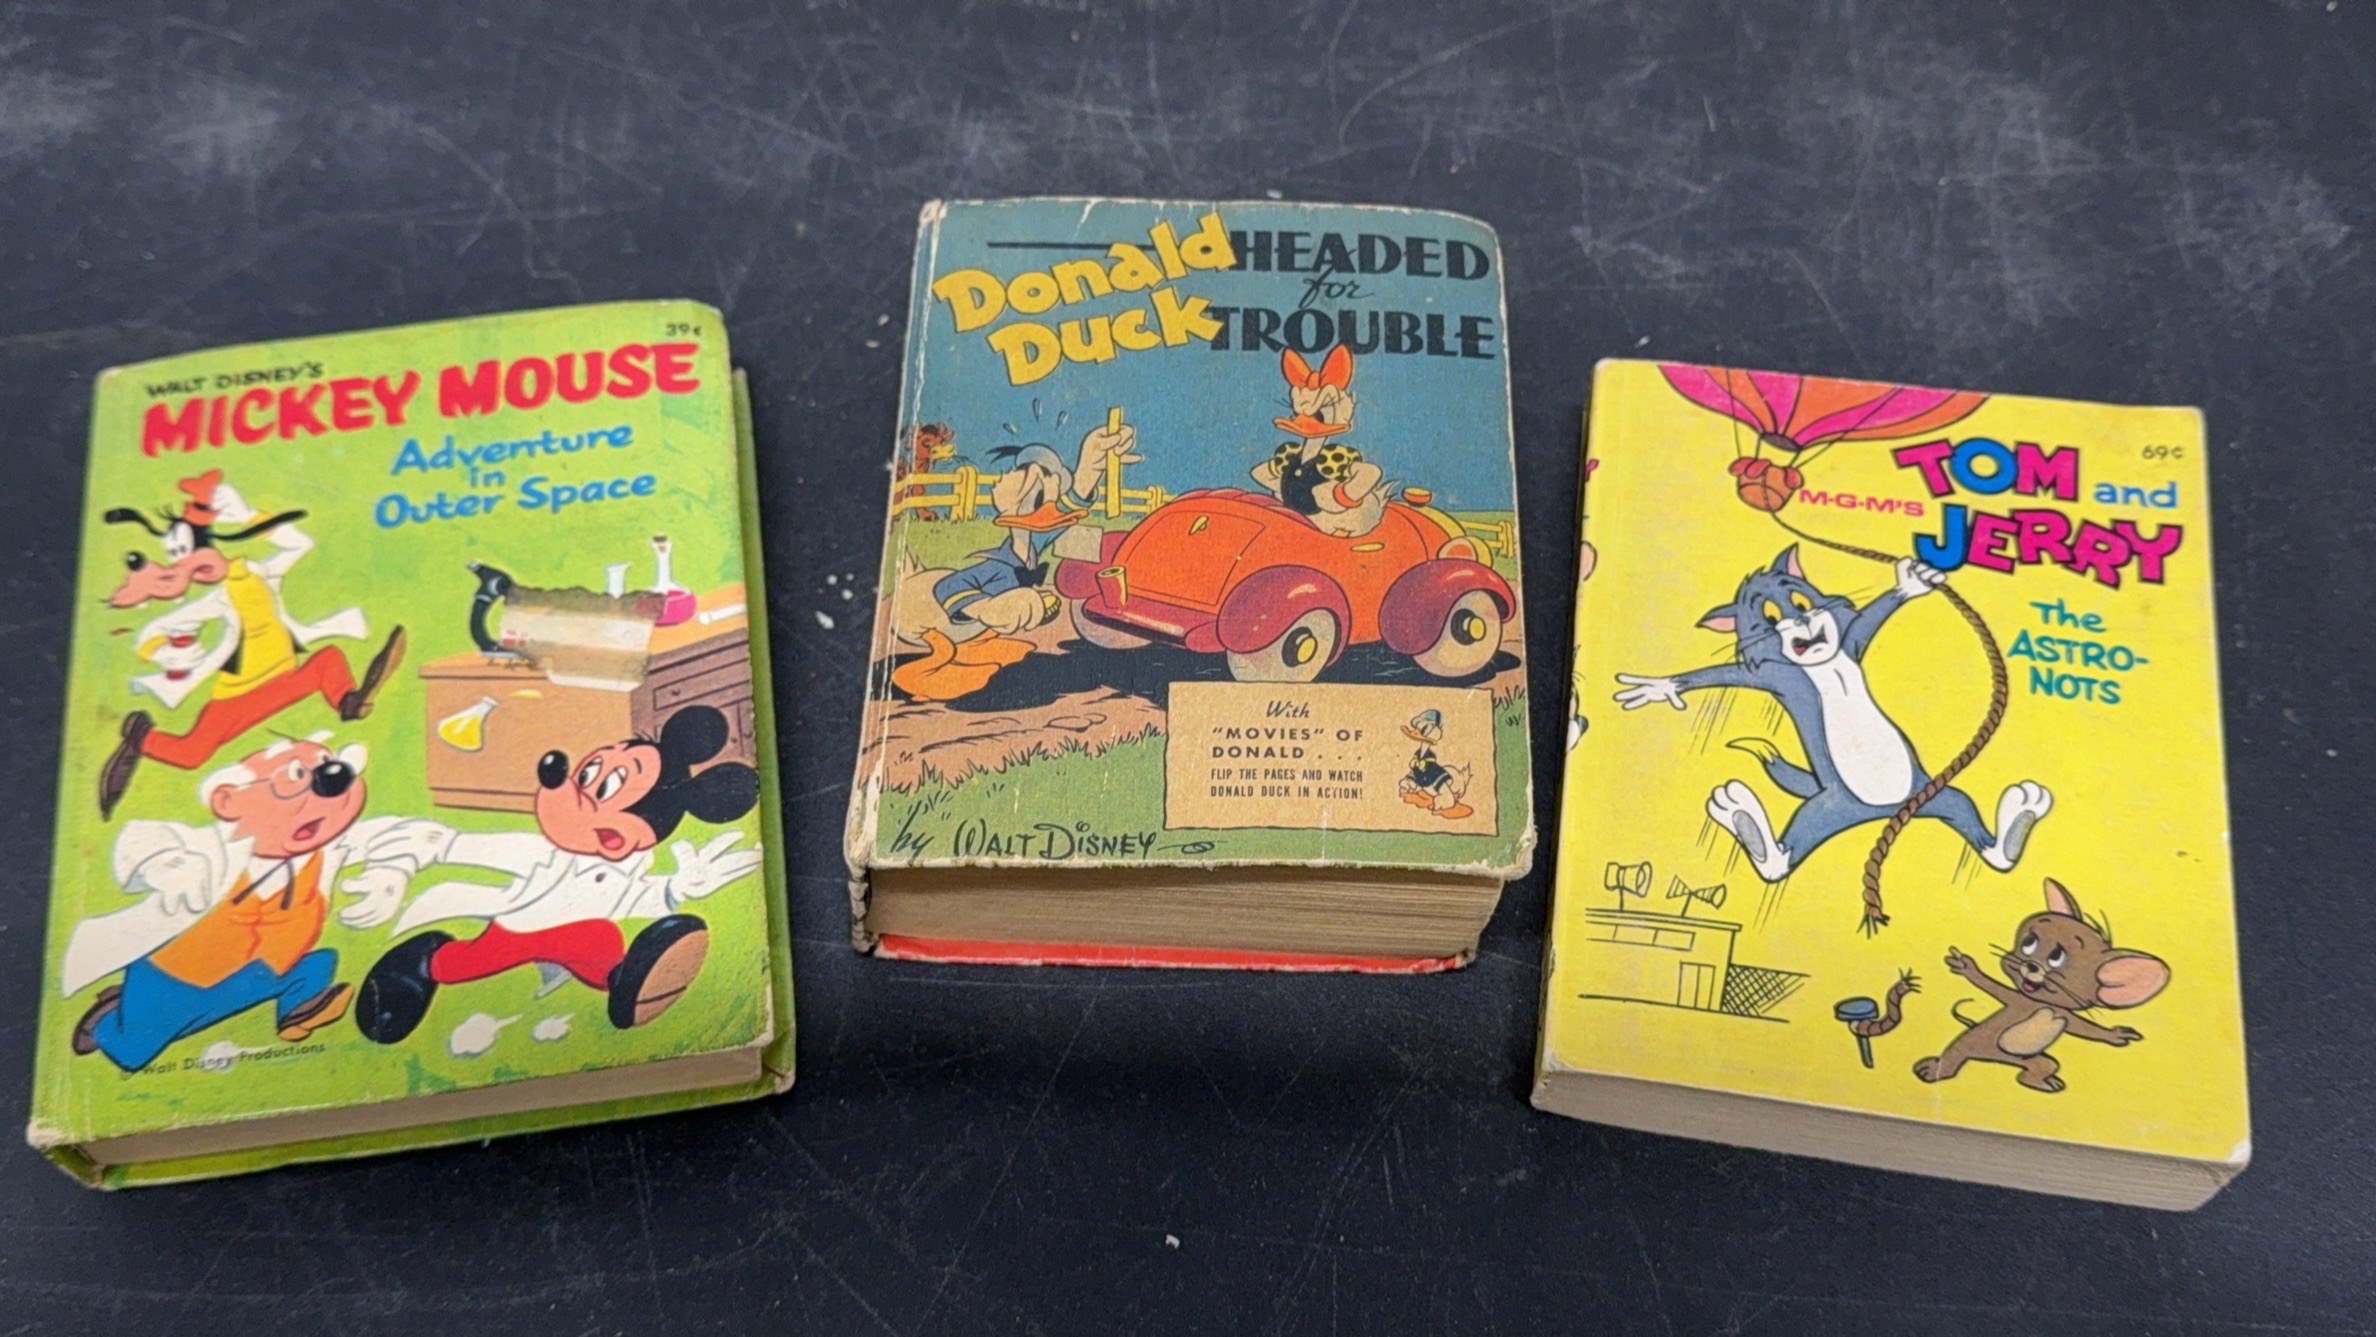 39¢
WALT DISNEY'S
MICKEY MOUSE
Adventure
in
Outer Space
© Walt Disney Productions
Donald
Duck
HEADED
for
TROUBLE
With
"MOVIES" OF
DONALD . . .
FLIP THE PAGES AND WATCH
DONALD DUCK IN ACTION!
by WALT DISNEY
69¢
M-G-M'S
TOM and
JERRY
The
ASTRO-
NOTS